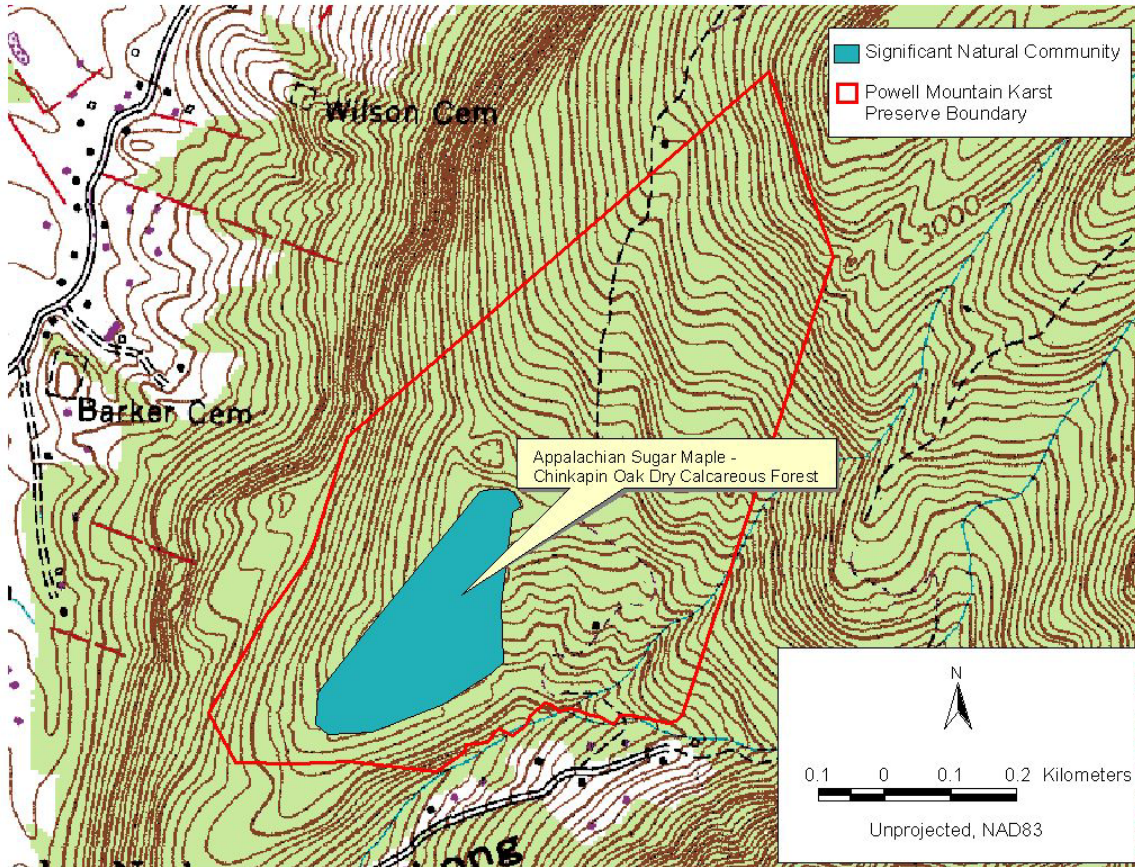 Significant Natural Community
Powell Mountain Karst
Preserve Boundary
Wilson Cem
3000
Barker Cem
Appalachian Sugar Maple -
Chinkapin Oak Dry Calcareous Forest
N
0.1 0 0.1 0.2 Kilometers
Unprojected, NAD83